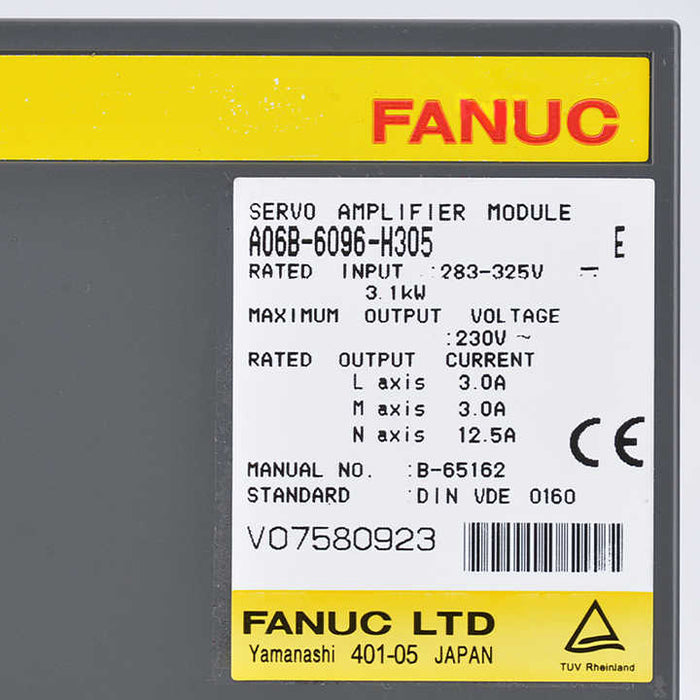 FANUC
SERVO AMPLIFIER MODULE
A06B-6096-H305 E
RATED INPUT :283-325V ⎓
3.1kW
MAXIMUM OUTPUT VOLTAGE
:230V ~
RATED OUTPUT CURRENT
L axis 3.0A
M axis 3.0A
N axis 12.5A
CE
MANUAL NO. :B-65162
STANDARD :DIN VDE 0160
V07580923
FANUC LTD
Yamanashi 401-05 JAPAN
TUV Rheinland